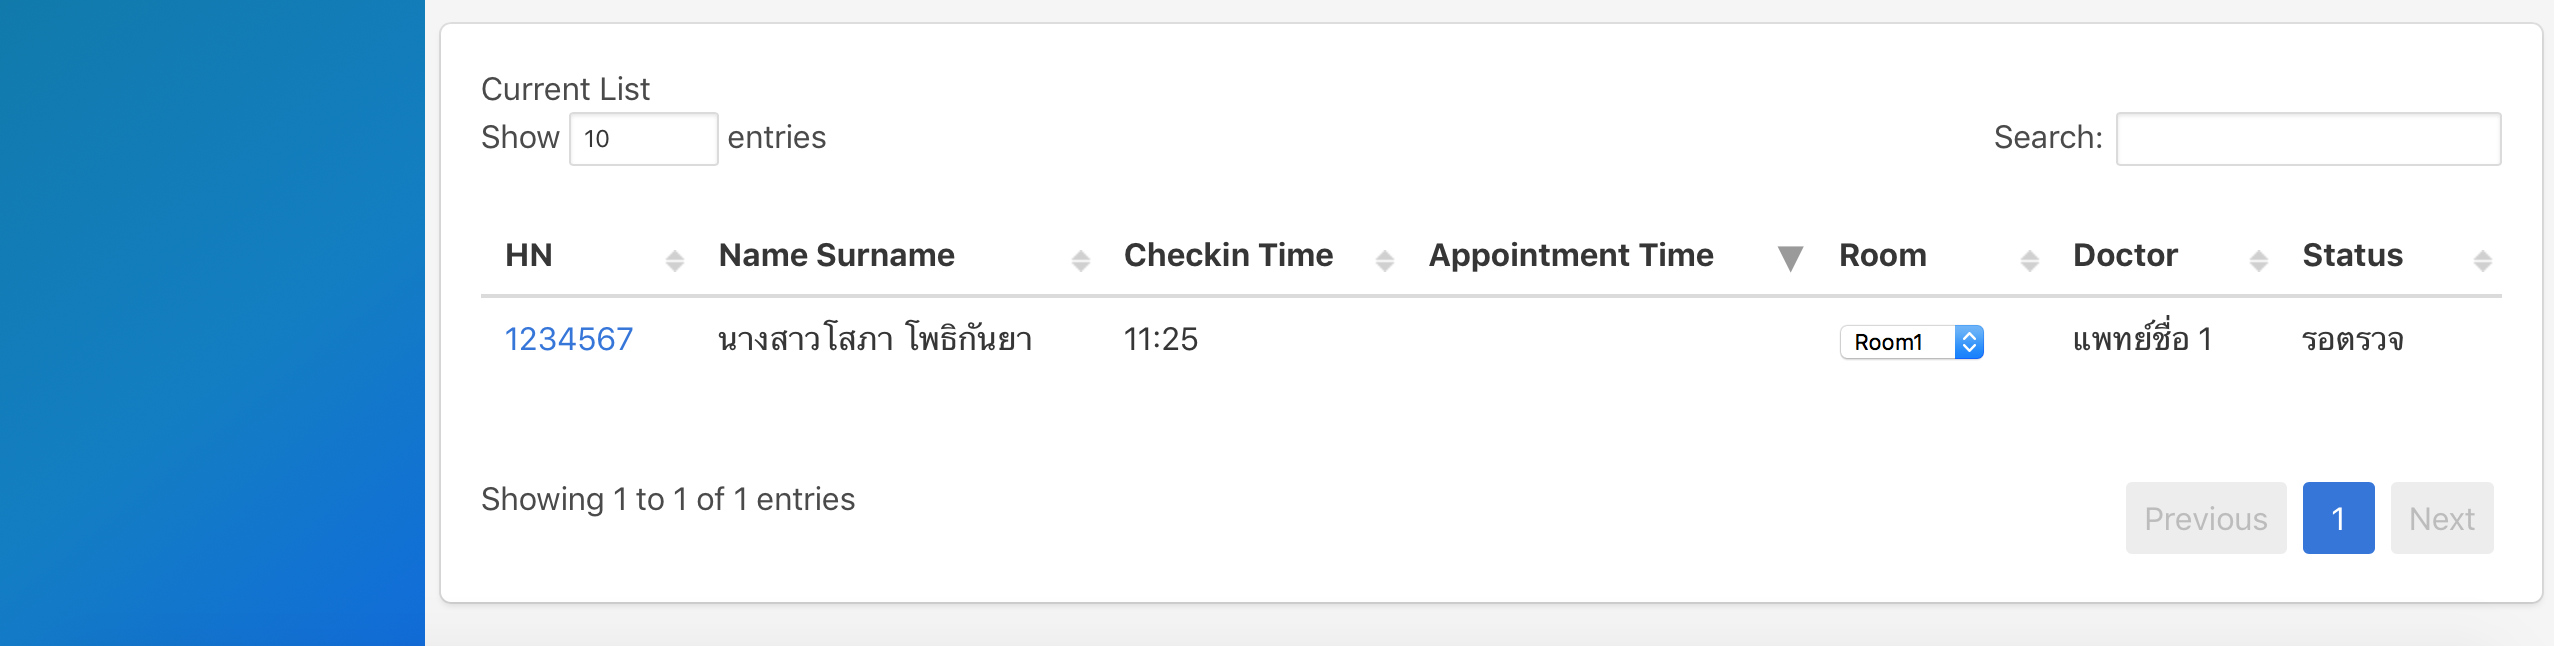 Current List
Show 10 entries Search:
HN Name Surname Checkin Time Appointment Time Room Doctor Status
1234567 นางสาวโสภา โพธิกันยา 11:25 Room1 แพทย์ชื่อ 1 รอตรวจ
Showing 1 to 1 of 1 entries Previous 1 Next